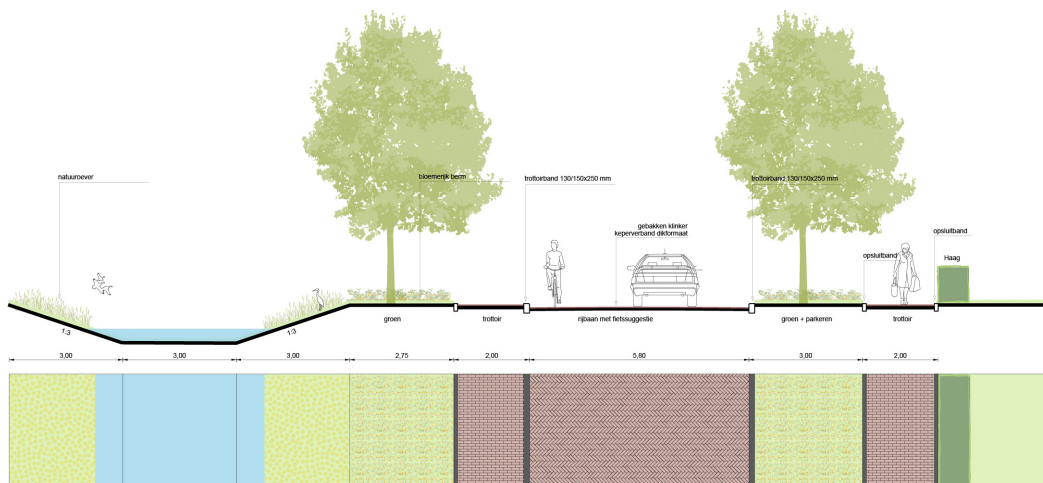 natuuroever
bloemerijk berm
trottoirband 130/150x250 mm
trottoirband 130/150x250 mm
gebakken klinker
keperverband dikformaat
opsluitband
opsluitband
Haag
1:3
1:3
groen
trottoir
rijbaan met fietssuggestie
groen + parkeren
trottoir
3,00
3,00
3,00
2,75
2,00
5,60
3,00
2,00